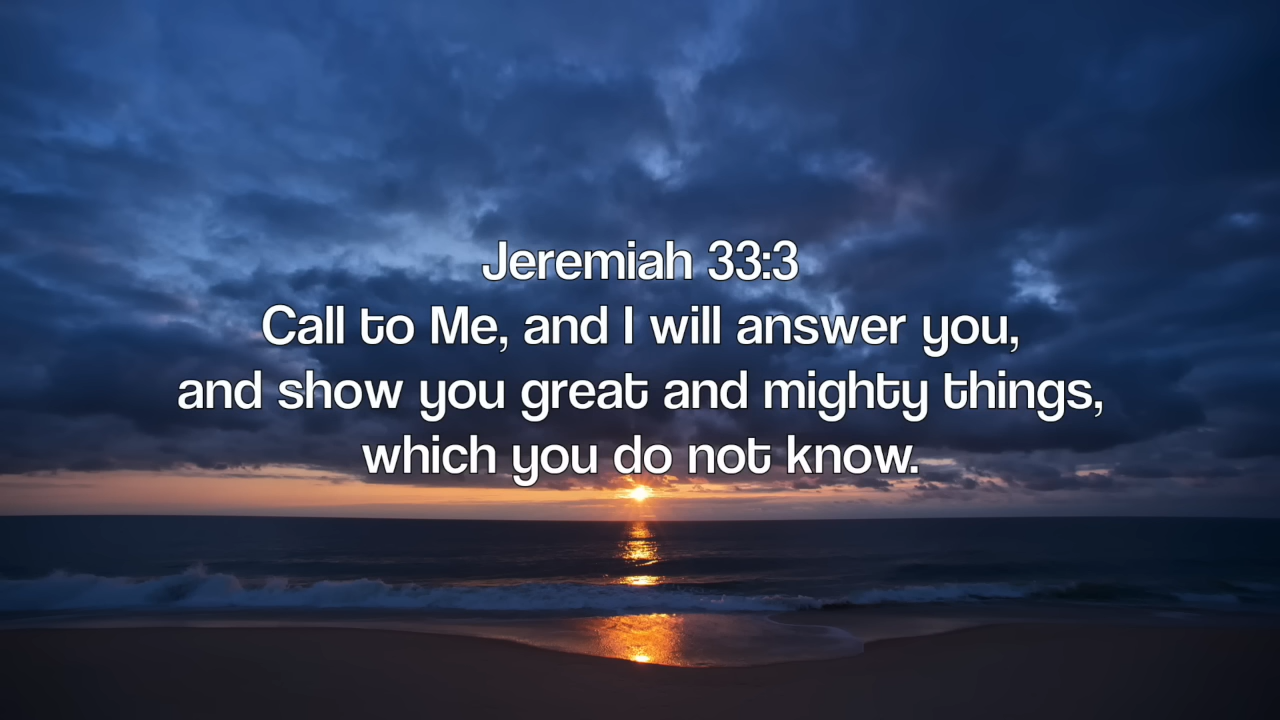 Jeremiah 33:3
Call to Me, and I will answer you,
and show you great and mighty things,
which you do not know.